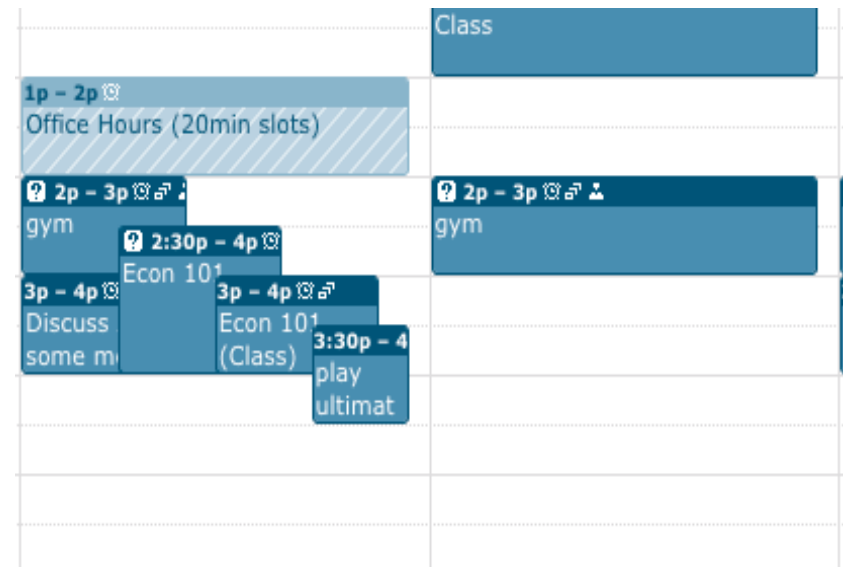 Class
1p – 2p
Office Hours (20min slots)
? 2p – 3p
gym
? 2p – 3p
gym
? 2:30p – 4p
Econ 101
3p – 4p
Discuss
some
3p – 4p
Econ 101
(Class)
3:30p – 4
play
ultimat